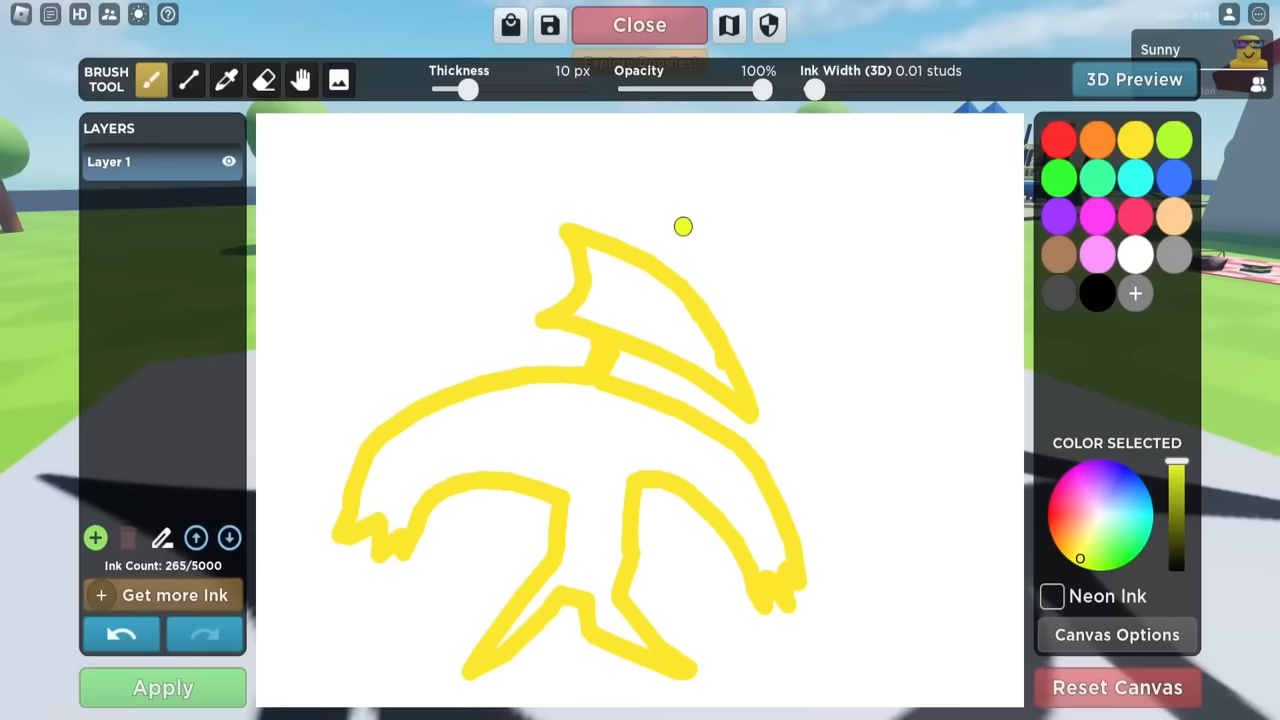 HD
Close
Sunny
BRUSH
TOOL
Thickness 10 px
Opacity 100%
Ink Width (3D) 0.01 studs
3D Preview
LAYERS
Layer 1
Ink Count: 265/5000
+ Get more Ink
Apply
+
COLOR SELECTED
Neon Ink
Canvas Options
Reset Canvas